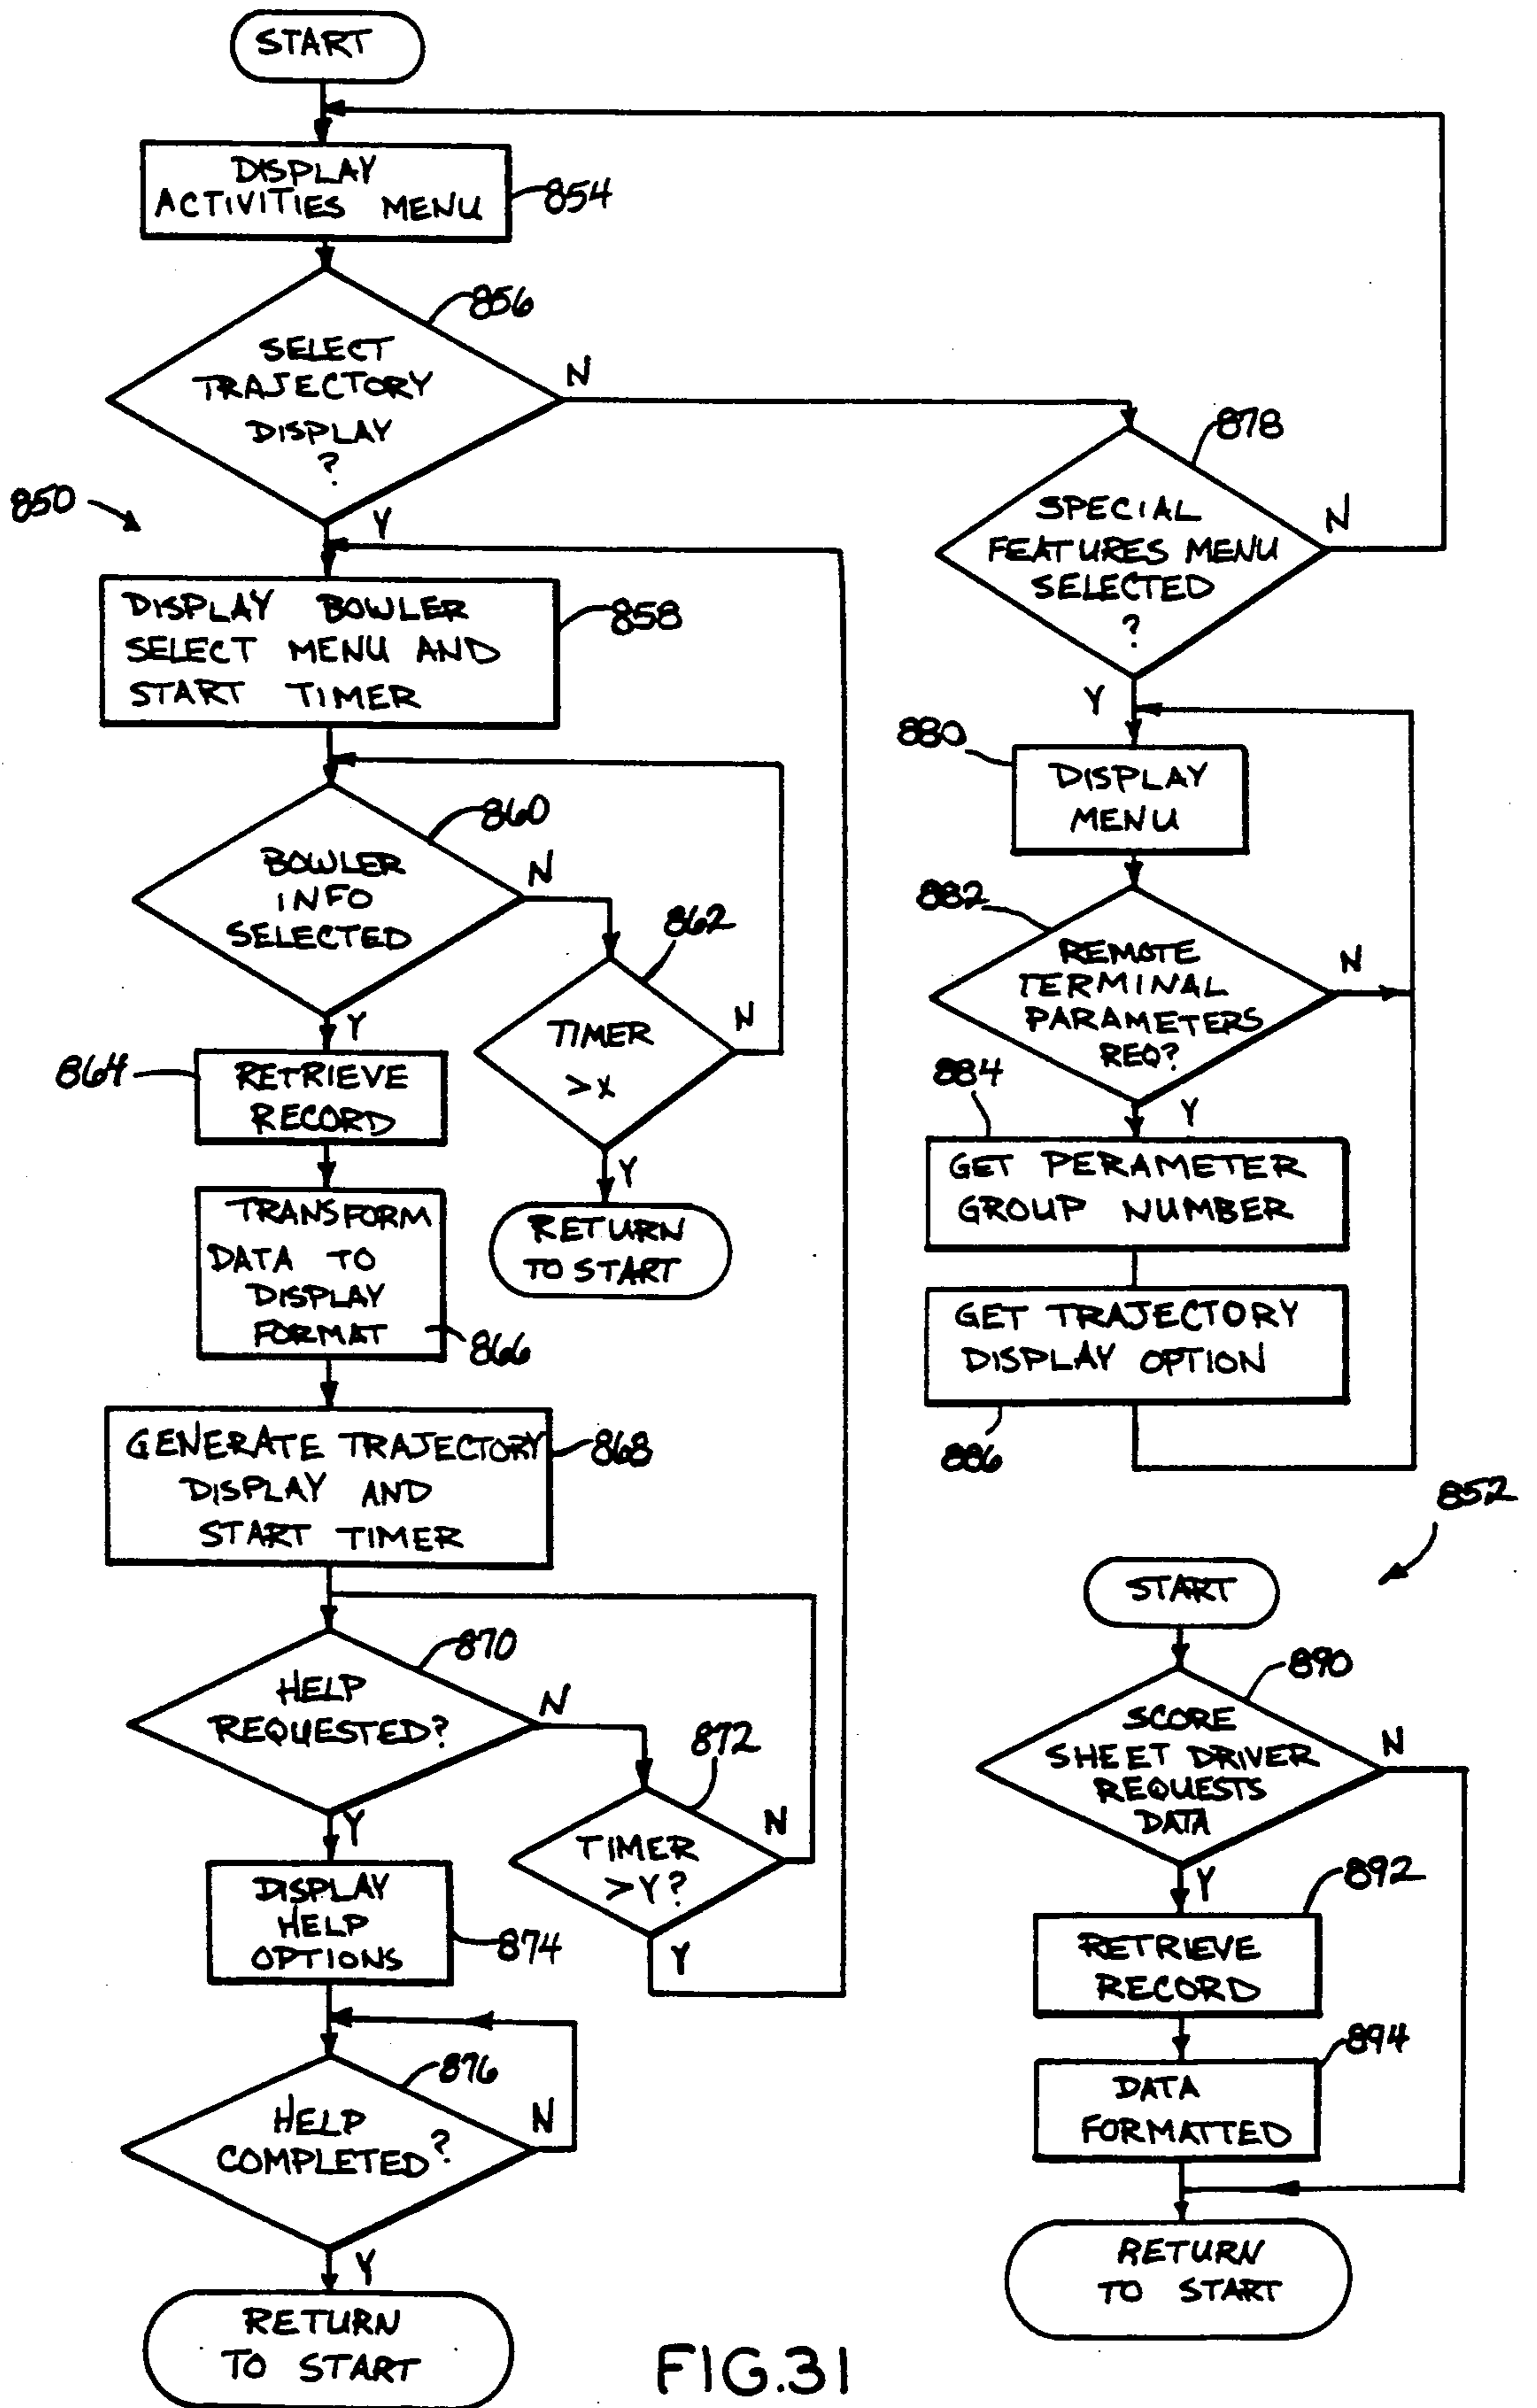 START
DISPLAY
ACTIVITIES MENU
854
856
SELECT
TRAJECTORY
DISPLAY
?
N
Y
850
DISPLAY BOWLER
SELECT MENU AND
START TIMER
858
860
BOWLER
INFO
SELECTED
N
Y
862
TIMER
>X
N
Y
RETURN
TO START
864
RETRIEVE
RECORD
TRANSFORM
DATA TO
DISPLAY
FORMAT
866
GENERATE TRAJECTORY
DISPLAY AND
START TIMER
868
870
HELP
REQUESTED?
N
Y
872
TIMER
>Y?
N
Y
DISPLAY
HELP
OPTIONS
874
876
HELP
COMPLETED?
N
Y
RETURN
TO START
878
SPECIAL
FEATURES MENU
SELECTED
?
N
Y
880
DISPLAY
MENU
882
REMOTE
TERMINAL
PARAMETERS
REQ?
N
Y
884
GET PERAMETER
GROUP NUMBER
GET TRAJECTORY
DISPLAY OPTION
886
852
START
890
SCORE
SHEET DRIVER
REQUESTS
DATA
N
Y
892
RETRIEVE
RECORD
894
DATA
FORMATTED
RETURN
TO START
FIG.31